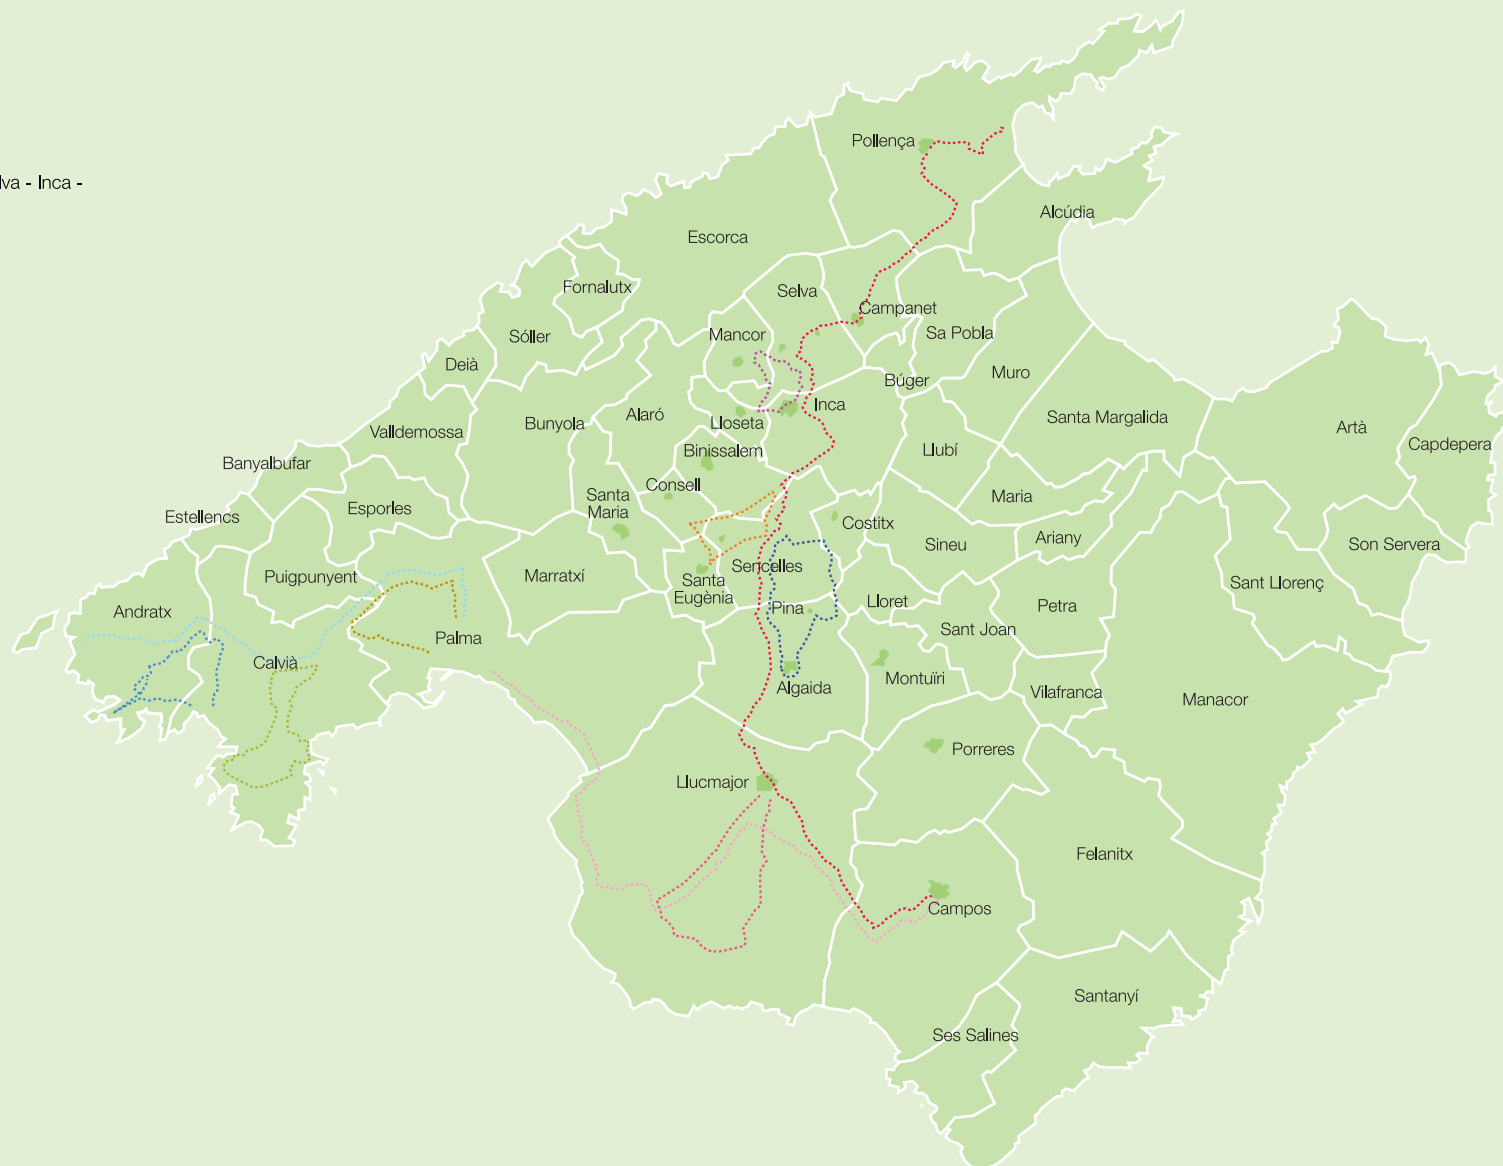 Pollença
lva - Inca -
Alcúdia
Escorca
Fornalutx
Selva
Campanet
Sóller
Mancor
Sa Pobla
Deià
Muro
Búger
Inca
Alaró
Santa Margalida
Bunyola
Lloseta
Artà
Valldemossa
Capdepera
Binissalem
Llubí
Banyalbufar
Consell
Santa
Maria
Maria
Esporles
Estellencs
Costitx
Ariany
Sineu
Son Servera
Sencelles
Puigpunyent
Marratxí
Santa
Eugènia
Sant Llorenç
Lloret
Pina
Petra
Andratx
Sant Joan
Palma
Calvià
Montuïri
Algaida
Vilafranca
Manacor
Porreres
Llucmajor
Felanitx
Campos
Santanyí
Ses Salines